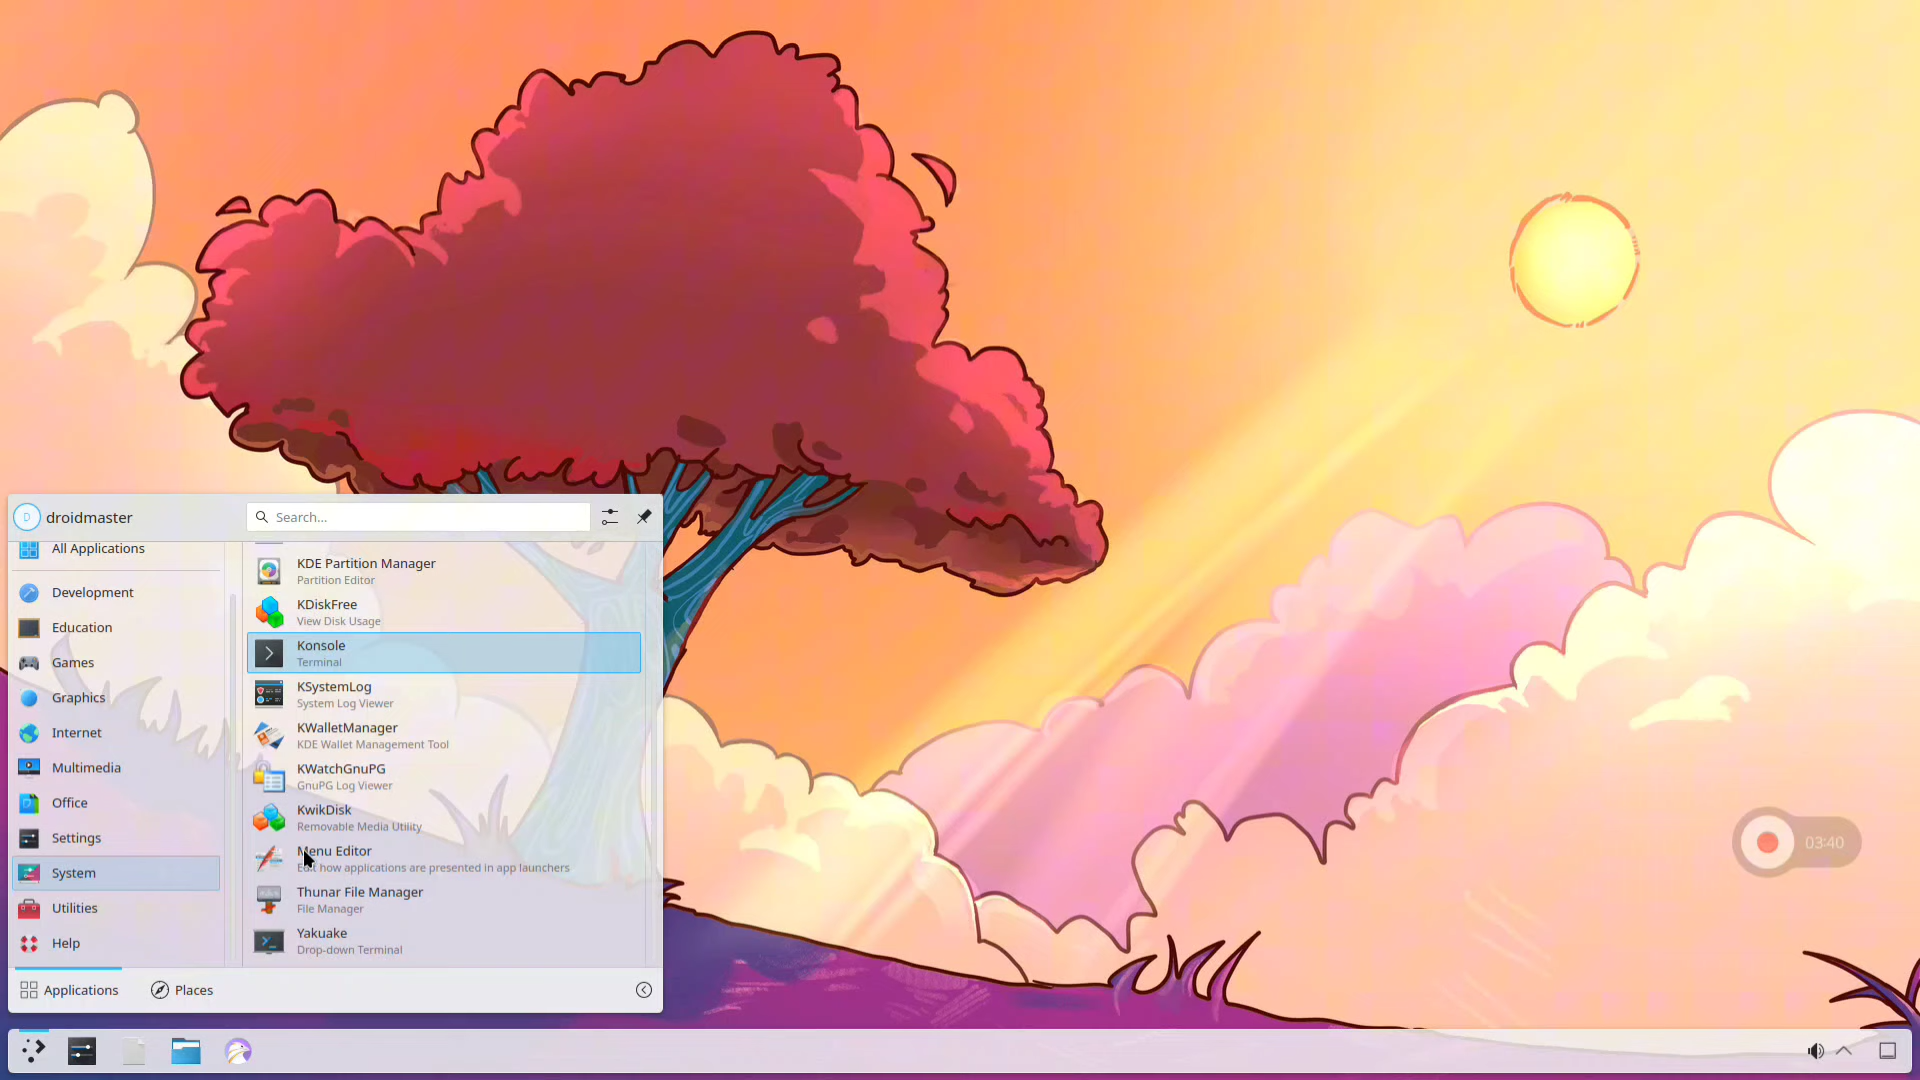 D
droidmaster
Search...
All Applications
Development
Education
Games
Graphics
Internet
Multimedia
Office
Settings
System
Utilities
Help
KDE Partition Manager
Partition Editor
KDiskFree
View Disk Usage
Konsole
Terminal
KSystemLog
System Log Viewer
KWalletManager
KDE Wallet Management Tool
KWatchGnuPG
GnuPG Log Viewer
KwikDisk
Removable Media Utility
Menu Editor
Edit how applications are presented in app launchers
Thunar File Manager
File Manager
Yakuake
Drop-down Terminal
Applications
Places
03:40